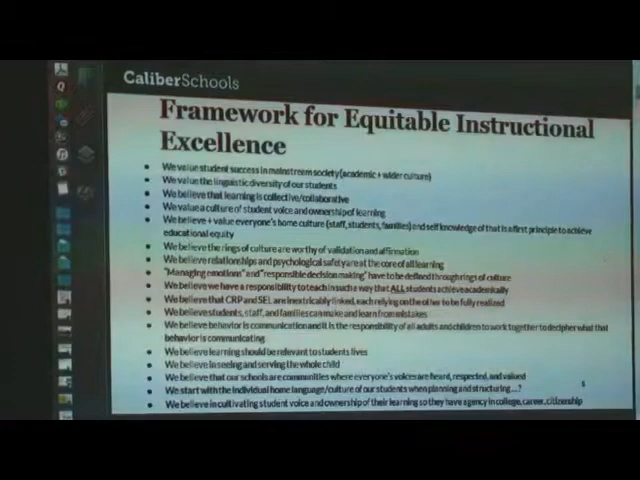 CaliberSchools
Framework for Equitable Instructional
Excellence
• We value student success in mainstream society (academic + wider culture)
• We value the linguistic diversity of our students
• We believe that learning is collective/collaborative
• We value a culture of student voice and ownership of learning
• We believe + value everyone's home culture (staff, students, families) and self knowledge of that is a first principle to achieve
educational equity
• We believe the rings of culture are worthy of validation and affirmation
• We believe relationships and psychological safety are at the core of all learning
• "Managing emotions" and "responsible decision making" have to be defined through rings of culture
• We believe we have a responsibility to teach in such a way that ALL students achieve academically
• We believe that CRP and SEL are inextricably linked, each relying on the other to be fully realized
• We believe students, staff, and families can make and learn from mistakes
• We believe behavior is communication and it is the responsibility of all adults and children to work together to decipher what that
behavior is communicating
• We believe learning should be relevant to students lives
• We believe in seeing and serving the whole child
• We believe that our schools are communities where everyone's voices are heard, respected, and valued
• We start with the individual home language/culture of our students when planning and structuring...?
• We believe in cultivating student voice and ownership of their learning so they have agency in college, career, citizenship